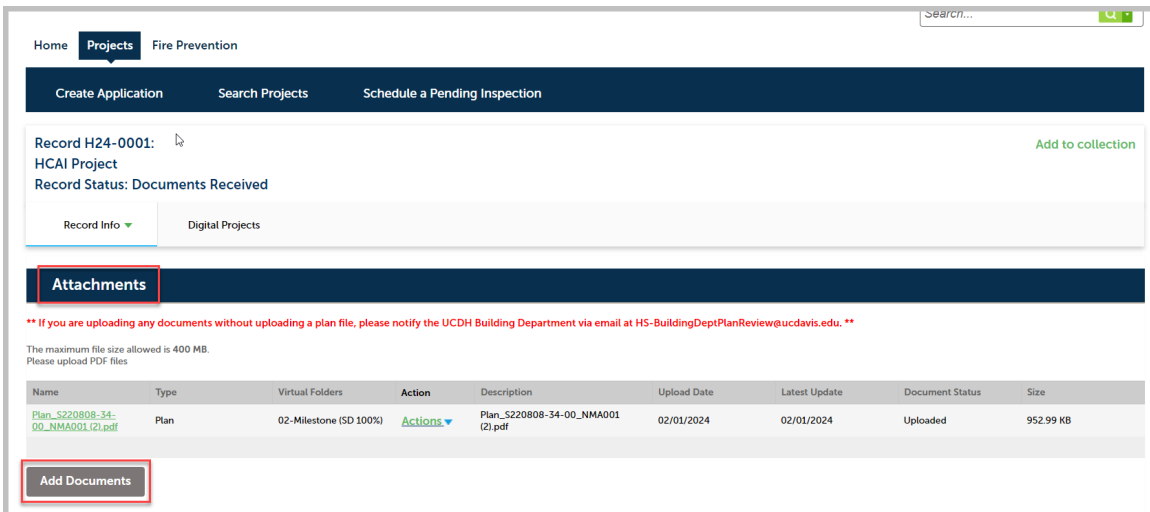 Search...
Home Projects Fire Prevention
Create Application Search Projects Schedule a Pending Inspection
Record H24-0001:
Add to collection
HCAI Project
Record Status: Documents Received
Record Info Digital Projects
Attachments
** If you are uploading any documents without uploading a plan file, please notify the UCDH Building Department via email at HS-BuildingDeptPlanReview@ucdavis.edu. **
The maximum file size allowed is 400 MB.
Please upload PDF files
Name Type Virtual Folders Action Description Upload Date Latest Update Document Status Size
Plan_S220808-34-00_NMA001 (2).pdf Plan 02-Milestone (SD 100%) Actions Plan_S220808-34-00_NMA001 (2).pdf 02/01/2024 02/01/2024 Uploaded 952.99 KB
Add Documents